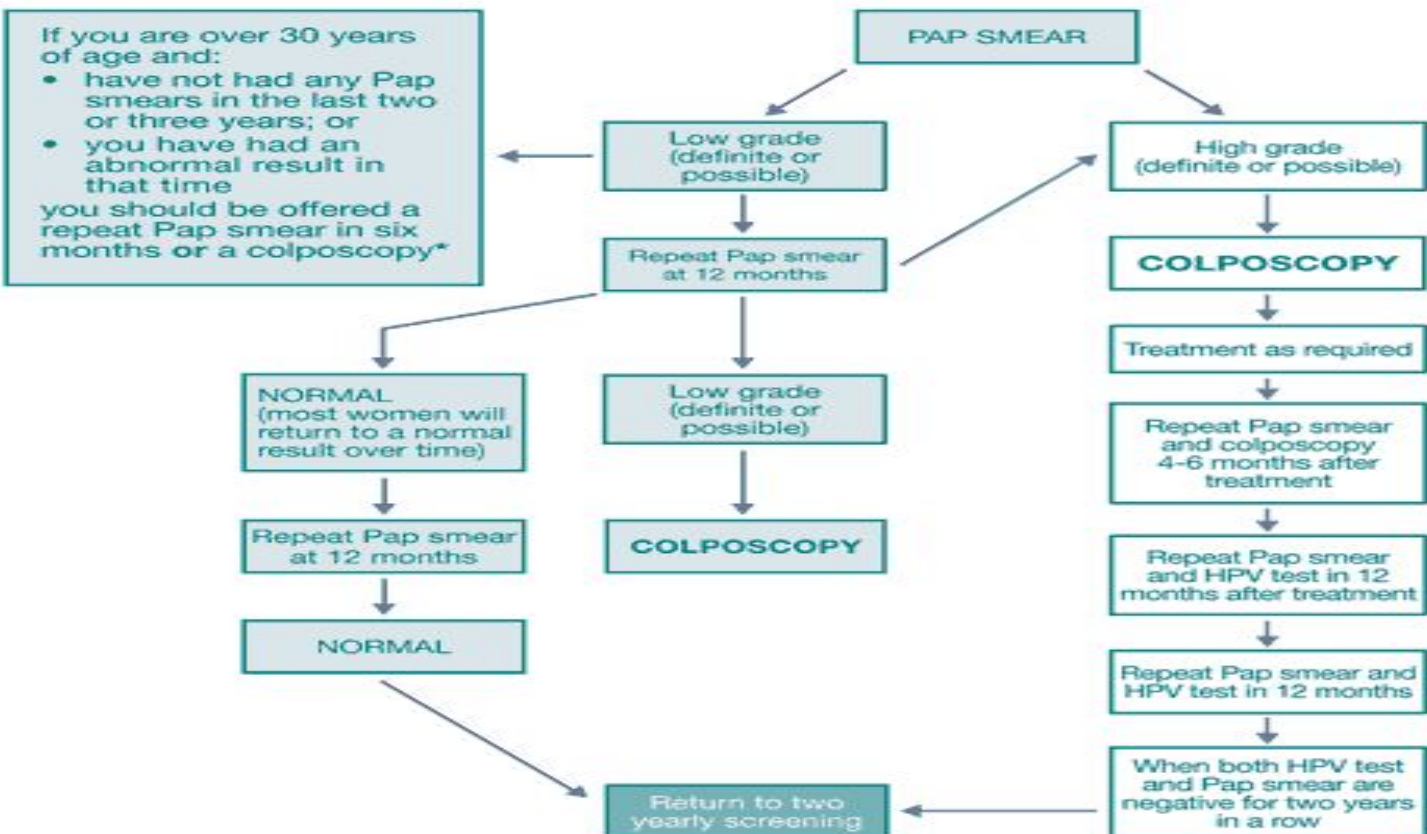 If you are over 30 years
of age and:
• have not had any Pap
smears in the last two
or three years; or
• you have had an
abnormal result in
that time
you should be offered a
repeat Pap smear in six
months or a colposcopy*
PAP SMEAR
Low grade
(definite or
possible)
High grade
(definite or possible)
Repeat Pap smear
at 12 months
COLPOSCOPY
Treatment as required
NORMAL
(most women will
return to a normal
result over time)
Low grade
(definite or
possible)
Repeat Pap smear
and colposcopy
4-6 months after
treatment
Repeat Pap smear
at 12 months
COLPOSCOPY
Repeat Pap smear
and HPV test in 12
months after treatment
NORMAL
Repeat Pap smear and
HPV test in 12 months
When both HPV test
and Pap smear are
negative for two years
in a row
Return to two
yearly screening